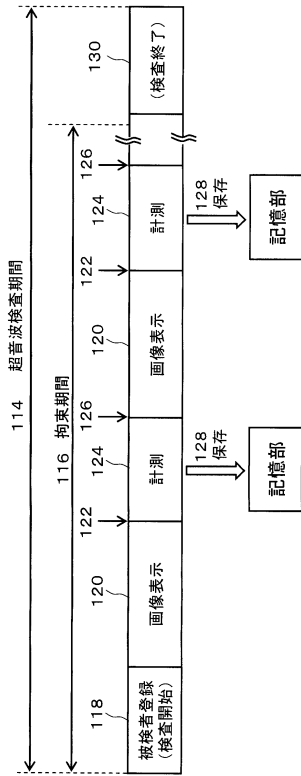 114 超音波検査期間
116 拘束期間
118
120
122
124
126
120
122
124
126
130
被検者登録
(検査開始)
画像表示
計測
画像表示
計測
(検査終了)
128
保存
128
保存
記憶部
記憶部